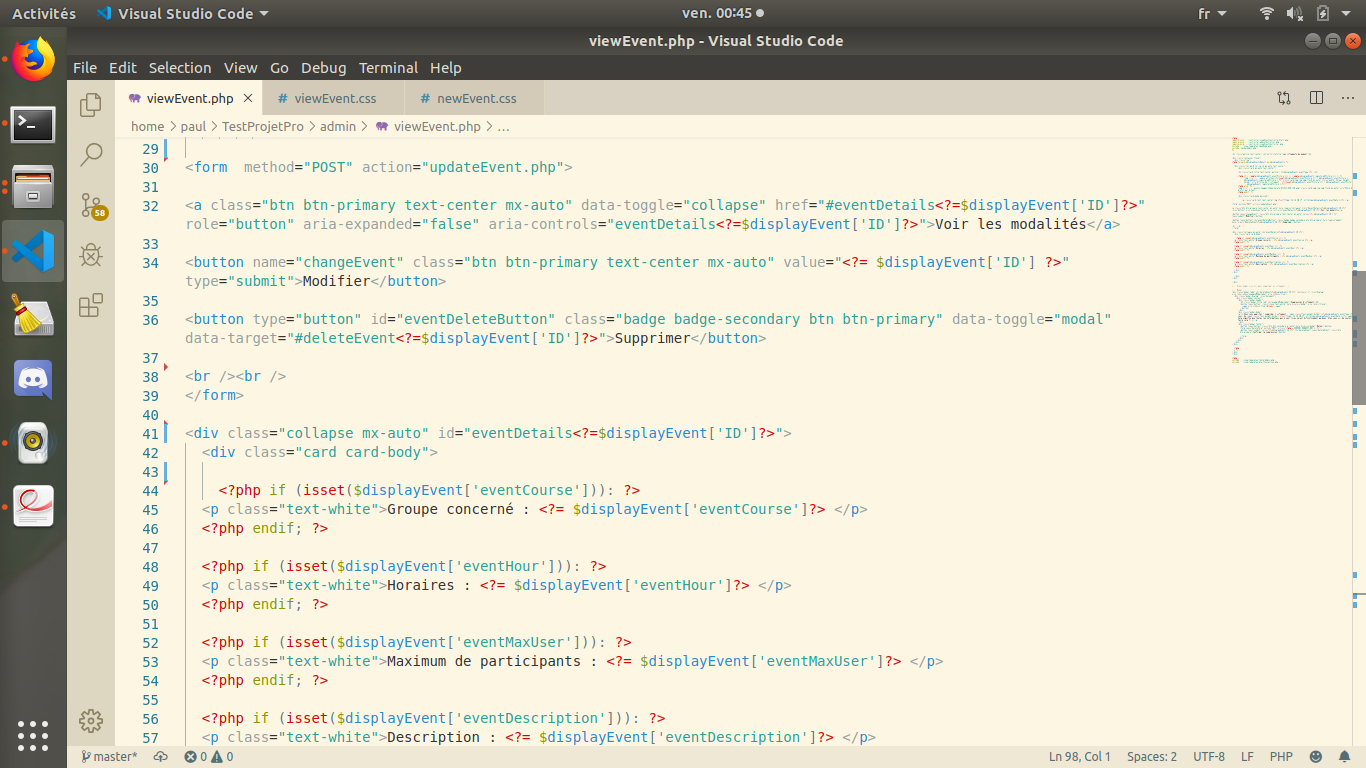 Activités Visual Studio Code ven. 00:45 fr
viewEvent.php - Visual Studio Code
File Edit Selection View Go Debug Terminal Help
viewEvent.php # viewEvent.css # newEvent.css
home > paul > TestProjetPro > admin > viewEvent.php > ...
29
30 <form  method="POST" action="updateEvent.php">
31
32 <a class="btn btn-primary text-center mx-auto" data-toggle="collapse" href="#eventDetails<?=$displayEvent['ID']?>"
role="button" aria-expanded="false" aria-controls="eventDetails<?=$displayEvent['ID']?>">Voir les modalités</a>
33
34 <button name="changeEvent" class="btn btn-primary text-center mx-auto" value="<?= $displayEvent['ID'] ?>"
type="submit">Modifier</button>
35
36 <button type="button" id="eventDeleteButton" class="badge badge-secondary btn btn-primary" data-toggle="modal"
data-target="#deleteEvent<?=$displayEvent['ID']?>">Supprimer</button>
37
38 <br /><br />
39 </form>
40
41 <div class="collapse mx-auto" id="eventDetails<?=$displayEvent['ID']?>">
42 <div class="card card-body">
43
44 <?php if (isset($displayEvent['eventCourse'])): ?>
45 <p class="text-white">Groupe concerné : <?= $displayEvent['eventCourse']?> </p>
46 <?php endif; ?>
47
48 <?php if (isset($displayEvent['eventHour'])): ?>
49 <p class="text-white">Horaires : <?= $displayEvent['eventHour']?> </p>
50 <?php endif; ?>
51
52 <?php if (isset($displayEvent['eventMaxUser'])): ?>
53 <p class="text-white">Maximum de participants : <?= $displayEvent['eventMaxUser']?> </p>
54 <?php endif; ?>
55
56 <?php if (isset($displayEvent['eventDescription'])): ?>
57 <p class="text-white">Description : <?= $displayEvent['eventDescription']?> </p>
58
master* 0 0 Ln 98, Col 1 Spaces: 2 UTF-8 LF PHP